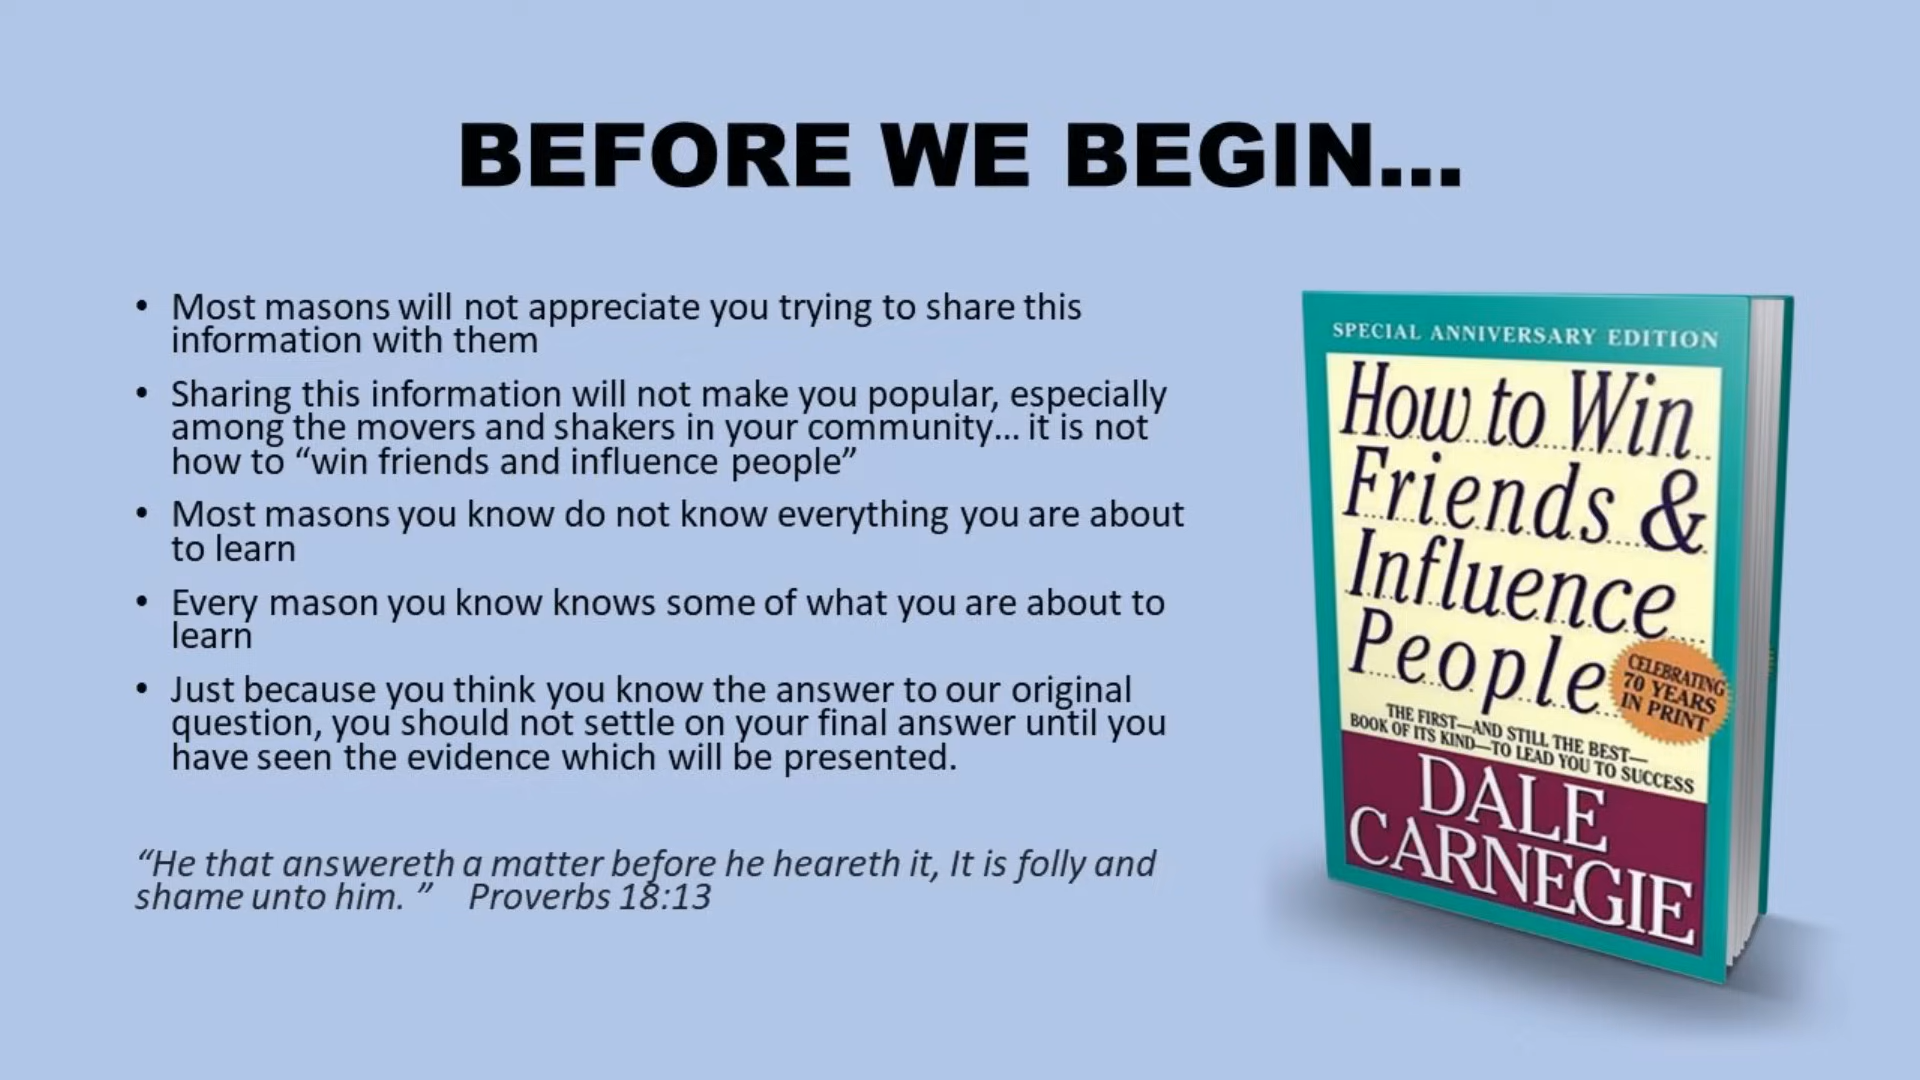 BEFORE WE BEGIN...
• Most masons will not appreciate you trying to share this
information with them
• Sharing this information will not make you popular, especially
among the movers and shakers in your community... it is not
how to “win friends and influence people”
• Most masons you know do not know everything you are about
to learn
• Every mason you know knows some of what you are about to
learn
• Just because you think you know the answer to our original
question, you should not settle on your final answer until you
have seen the evidence which will be presented.
“He that answereth a matter before he heareth it, It is folly and
shame unto him. ” Proverbs 18:13
SPECIAL ANNIVERSARY EDITION
How to Win
Friends &
Influence
People
CELEBRATING
70 YEARS
IN PRINT
THE FIRST—AND STILL THE BEST—
BOOK OF ITS KIND—TO LEAD YOU TO SUCCESS
DALE
CARNEGIE